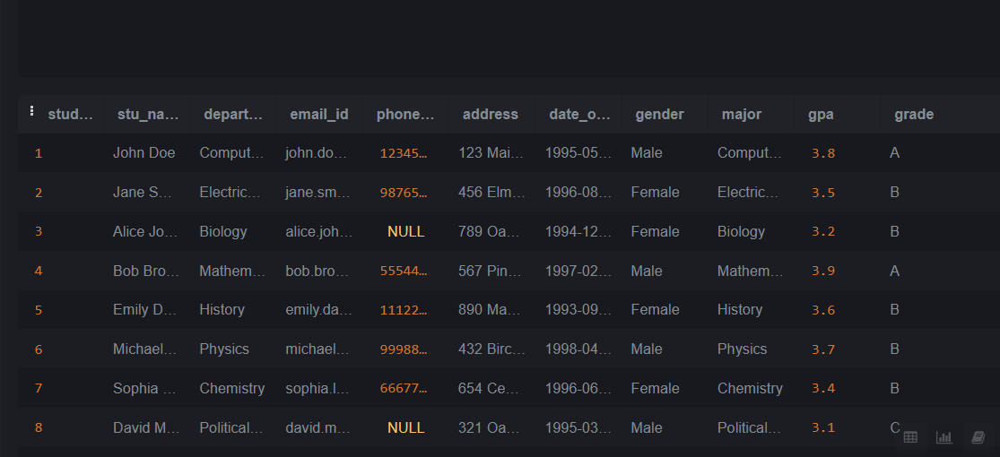 stud… stu_na… depart… email_id phone… address date_o… gender major gpa grade
1 John Doe Comput… john.do… 12345… 123 Mai… 1995-05… Male Comput… 3.8 A
2 Jane S… Electric… jane.sm… 98765… 456 Elm… 1996-08… Female Electric… 3.5 B
3 Alice Jo… Biology alice.joh… NULL 789 Oa… 1994-12… Female Biology 3.2 B
4 Bob Bro… Mathem… bob.bro… 55544… 567 Pin… 1997-02… Male Mathem… 3.9 A
5 Emily D… History emily.da… 11122… 890 Ma… 1993-09… Female History 3.6 B
6 Michael… Physics michael… 99988… 432 Birc… 1998-04… Male Physics 3.7 B
7 Sophia … Chemistry sophia.l… 66677… 654 Ce… 1996-06… Female Chemistry 3.4 B
8 David M… Political… david.m… NULL 321 Oa… 1995-03… Male Political… 3.1 C